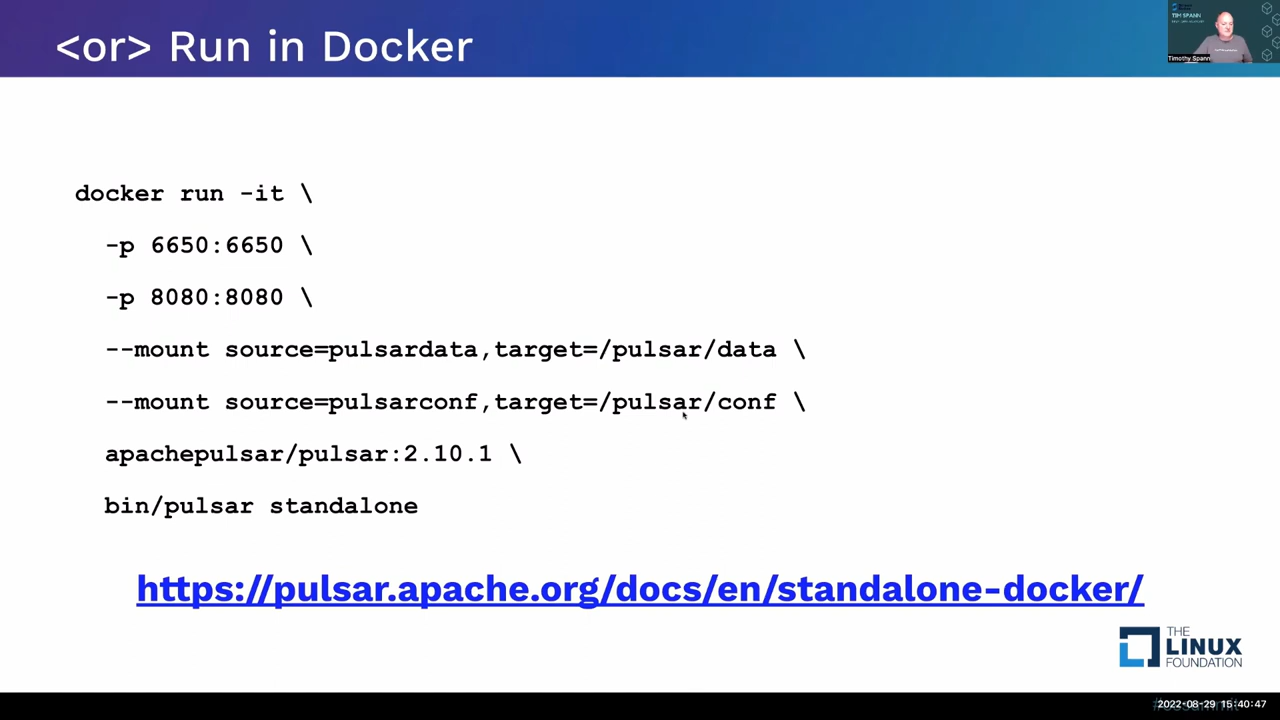 <or> Run in Docker
TIM SPANN
Timothy Spann
docker run -it \
-p 6650:6650 \
-p 8080:8080 \
--mount source=pulsardata,target=/pulsar/data \
--mount source=pulsarconf,target=/pulsar/conf \
apachepulsar/pulsar:2.10.1 \
bin/pulsar standalone
https://pulsar.apache.org/docs/en/standalone-docker/
THE
LINUX
FOUNDATION
2022-08-29 15:40:47